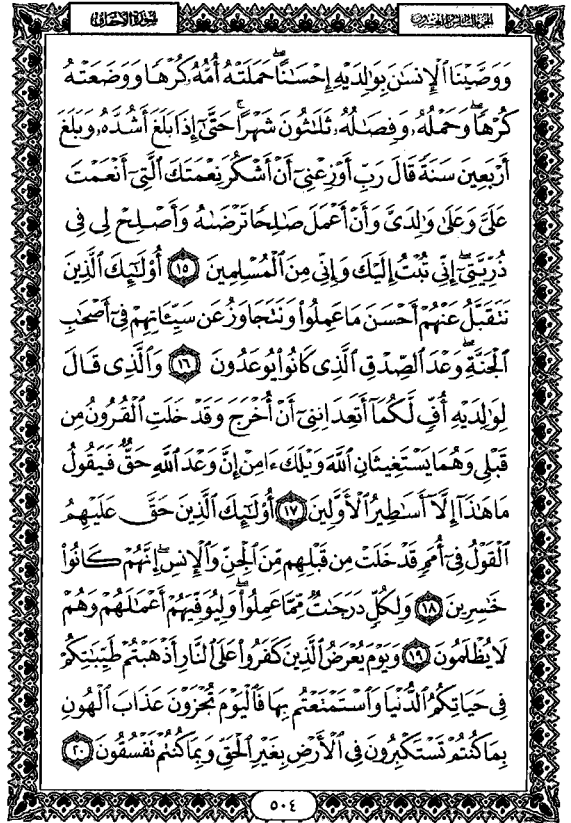 الجزء السادس والعشرون
سورة الأحقاف
وَوَصَّيْنَا ٱلْإِنسَٰنَ بِوَٰلِدَيْهِ إِحْسَٰنًا ۖ حَمَلَتْهُ أُمُّهُۥ كُرْهًا وَوَضَعَتْهُ
كُرْهًا ۖ وَحَمْلُهُۥ وَفِصَٰلُهُۥ ثَلَٰثُونَ شَهْرًا ۚ حَتَّىٰٓ إِذَا بَلَغَ أَشُدَّهُۥ وَبَلَغَ
أَرْبَعِينَ سَنَةً قَالَ رَبِّ أَوْزِعْنِىٓ أَنْ أَشْكُرَ نِعْمَتَكَ ٱلَّتِىٓ أَنْعَمْتَ
عَلَىَّ وَعَلَىٰ وَٰلِدَىَّ وَأَنْ أَعْمَلَ صَٰلِحًا تَرْضَىٰهُ وَأَصْلِحْ لِى فِى
ذُرِّيَّتِىٓ ۖ إِنِّى تُبْتُ إِلَيْكَ وَإِنِّى مِنَ ٱلْمُسْلِمِينَ ١٥ أُو۟لَٰٓئِكَ ٱلَّذِينَ
نَتَقَبَّلُ عَنْهُمْ أَحْسَنَ مَا عَمِلُوا۟ وَنَتَجَاوَزُ عَن سَيِّـَٔاتِهِمْ فِىٓ أَصْحَٰبِ
ٱلْجَنَّةِ ۖ وَعْدَ ٱلصِّدْقِ ٱلَّذِى كَانُوا۟ يُوعَدُونَ ١٦ وَٱلَّذِى قَالَ
لِوَٰلِدَيْهِ أُفٍّ لَّكُمَآ أَتَعِدَانِنِىٓ أَنْ أُخْرَجَ وَقَدْ خَلَتِ ٱلْقُرُونُ مِن
قَبْلِى وَهُمَا يَسْتَغِيثَانِ ٱللَّهَ وَيْلَكَ ءَامِنْ إِنَّ وَعْدَ ٱللَّهِ حَقٌّ فَيَقُولُ
مَا هَٰذَآ إِلَّآ أَسَٰطِيرُ ٱلْأَوَّلِينَ ١٧ أُو۟لَٰٓئِكَ ٱلَّذِينَ حَقَّ عَلَيْهِمُ
ٱلْقَوْلُ فِىٓ أُمَمٍ قَدْ خَلَتْ مِن قَبْلِهِم مِّنَ ٱلْجِنِّ وَٱلْإِنسِ ۖ إِنَّهُمْ كَانُوا۟
خَٰسِرِينَ ١٨ وَلِكُلٍّ دَرَجَٰتٌ مِّمَّا عَمِلُوا۟ ۖ وَلِيُوَفِّيَهُمْ أَعْمَٰلَهُمْ وَهُمْ
لَا يُظْلَمُونَ ١٩ وَيَوْمَ يُعْرَضُ ٱلَّذِينَ كَفَرُوا۟ عَلَى ٱلنَّارِ أَذْهَبْتُمْ طَيِّبَٰتِكُمْ
فِى حَيَاتِكُمُ ٱلدُّنْيَا وَٱسْتَمْتَعْتُم بِهَا فَٱلْيَوْمَ تُجْزَوْنَ عَذَابَ ٱلْهُونِ
بِمَا كُنتُمْ تَسْتَكْبِرُونَ فِى ٱلْأَرْضِ بِغَيْرِ ٱلْحَقِّ وَبِمَا كُنتُمْ تَفْسُقُونَ ٢٠
٥٠٤